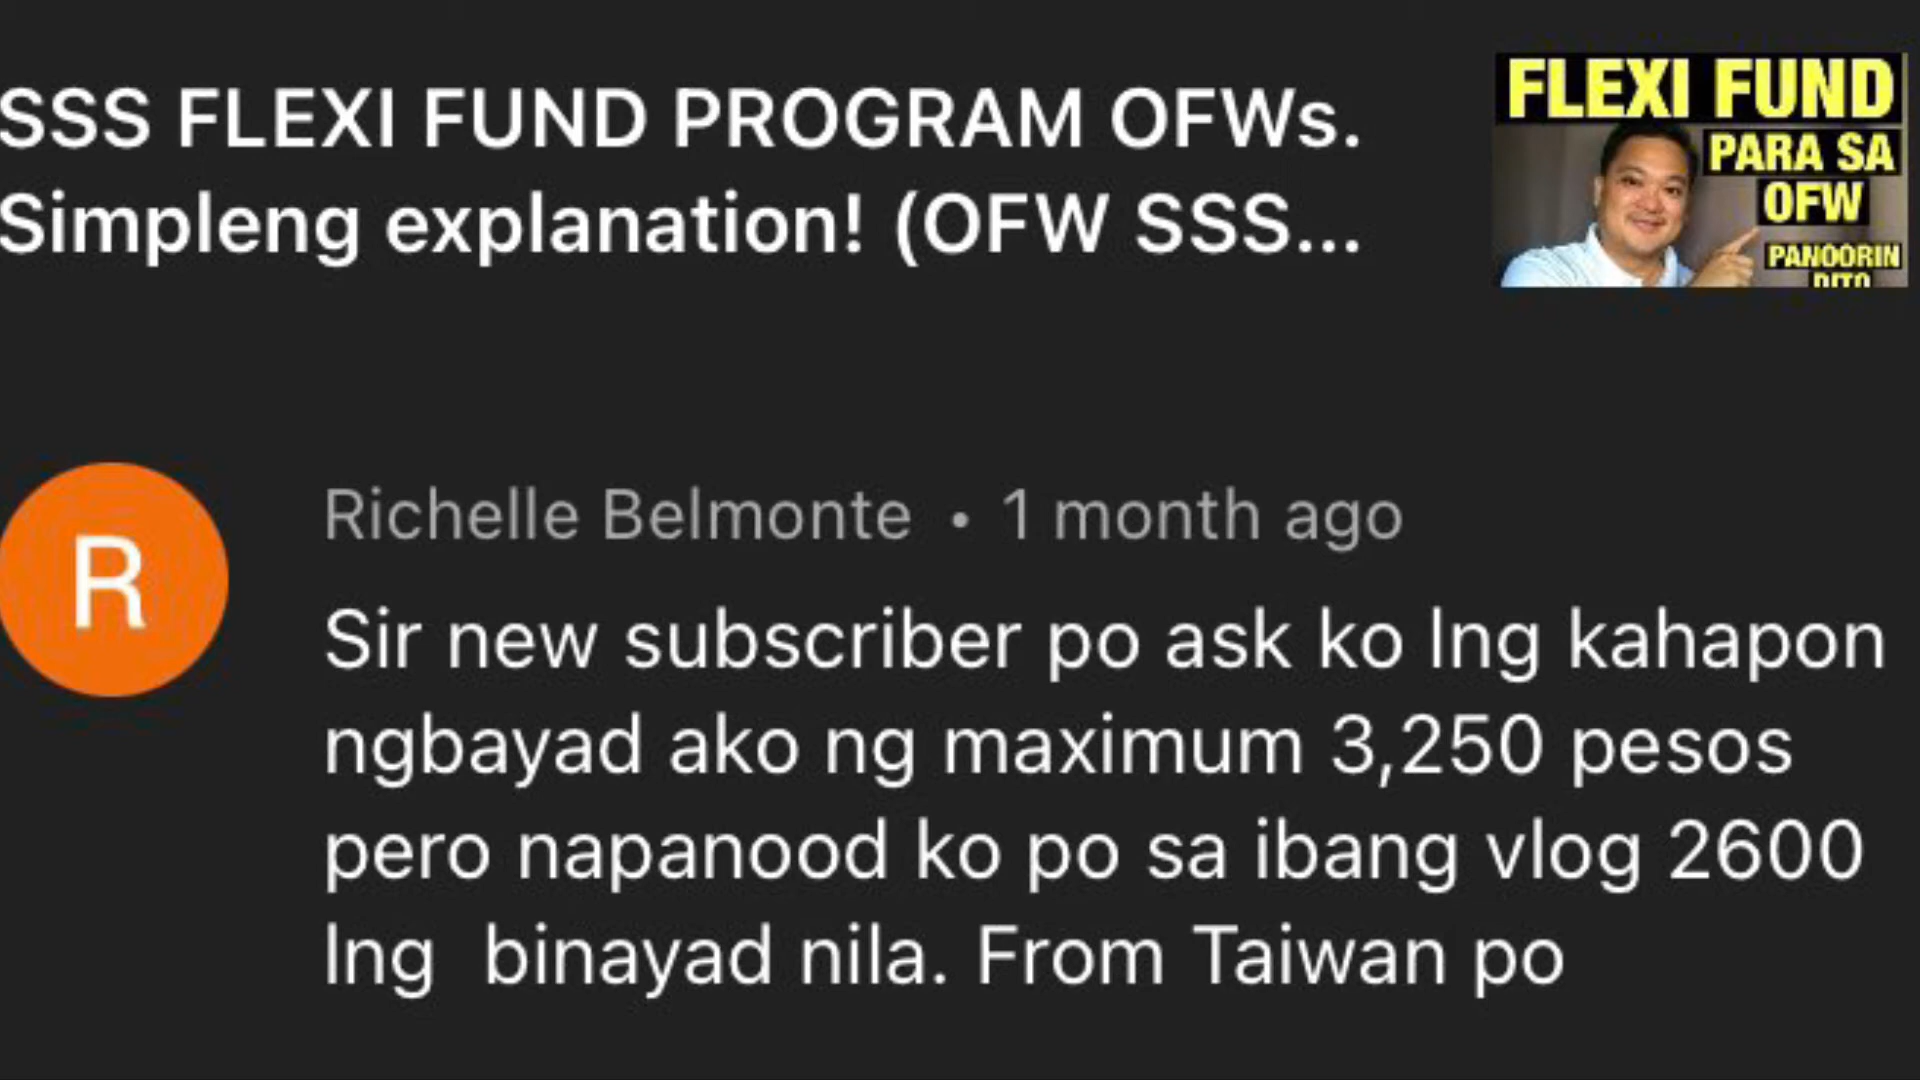 SSS FLEXI FUND PROGRAM OFWs.
Simpleng explanation! (OFW SSS...
FLEXI FUND
PARA SA
OFW
PANOORIN
DITO
R
Richelle Belmonte • 1 month ago
Sir new subscriber po ask ko lng kahapon
ngbayad ako ng maximum 3,250 pesos
pero napanood ko po sa ibang vlog 2600
lng binayad nila. From Taiwan po